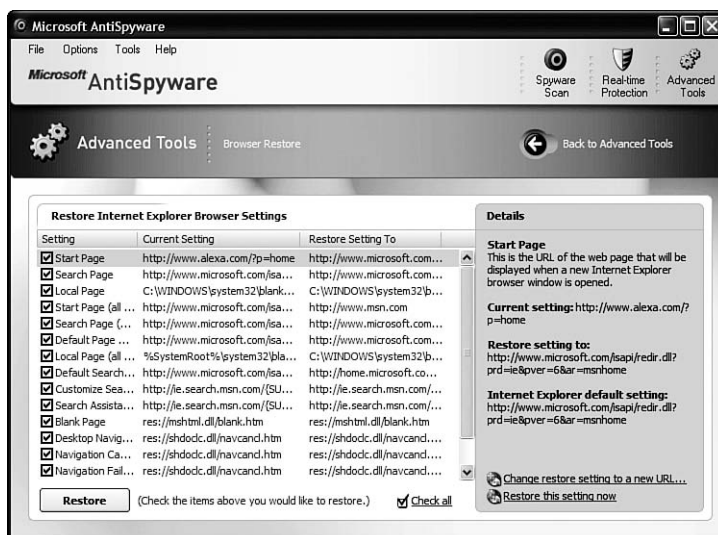 Microsoft AntiSpyware
File Options Tools Help
Microsoft AntiSpyware
Spyware Scan
Real-time Protection
Advanced Tools
Advanced Tools
Browser Restore
Back to Advanced Tools
Restore Internet Explorer Browser Settings
Setting Current Setting Restore Setting To
Start Page http://www.alexa.com/?p=home http://www.microsoft.com...
Search Page http://www.microsoft.com/isa... http://www.microsoft.com...
Local Page C:\WINDOWS\system32\blank... C:\WINDOWS\system32\b...
Start Page (all ... http://www.microsoft.com/isa... http://www.msn.com
Search Page (... http://www.microsoft.com/isa... http://www.microsoft.com...
Default Page ... http://www.microsoft.com/isa... http://www.microsoft.com...
Local Page (all ... %SystemRoot%\system32\bla... C:\WINDOWS\system32\b...
Default Search... http://www.microsoft.com/isa... http://home.microsoft.co...
Customize Sea... http://ie.search.msn.com/{SU... http://ie.search.msn.com/...
Search Assista... http://ie.search.msn.com/{SU... http://ie.search.msn.com/...
Blank Page res://mshtml.dll/blank.htm res://mshtml.dll/blank.htm
Desktop Navig... res://shdoclc.dll/navcancl.htm res://shdoclc.dll/navcancl....
Navigation Ca... res://shdoclc.dll/navcancl.htm res://shdoclc.dll/navcancl....
Navigation Fail... res://shdoclc.dll/navcancl.htm res://shdoclc.dll/navcancl....
Restore (Check the items above you would like to restore.) Check all
Details
Start Page
This is the URL of the web page that will be
displayed when a new Internet Explorer
browser window is opened.
Current setting: http://www.alexa.com/?
p=home
Restore setting to:
http://www.microsoft.com/isapi/redir.dll?
prd=ie&pver=6&ar=msnhome
Internet Explorer default setting:
http://www.microsoft.com/isapi/redir.dll?
prd=ie&pver=6&ar=msnhome
Change restore setting to a new URL...
Restore this setting now